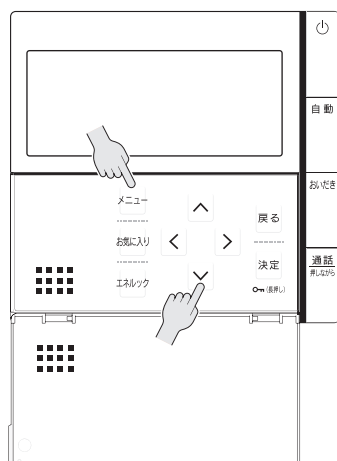 自動
おいだき
通話
押しながら
メニュー
お気に入り
エネルック
戻る
決定
(長押し)